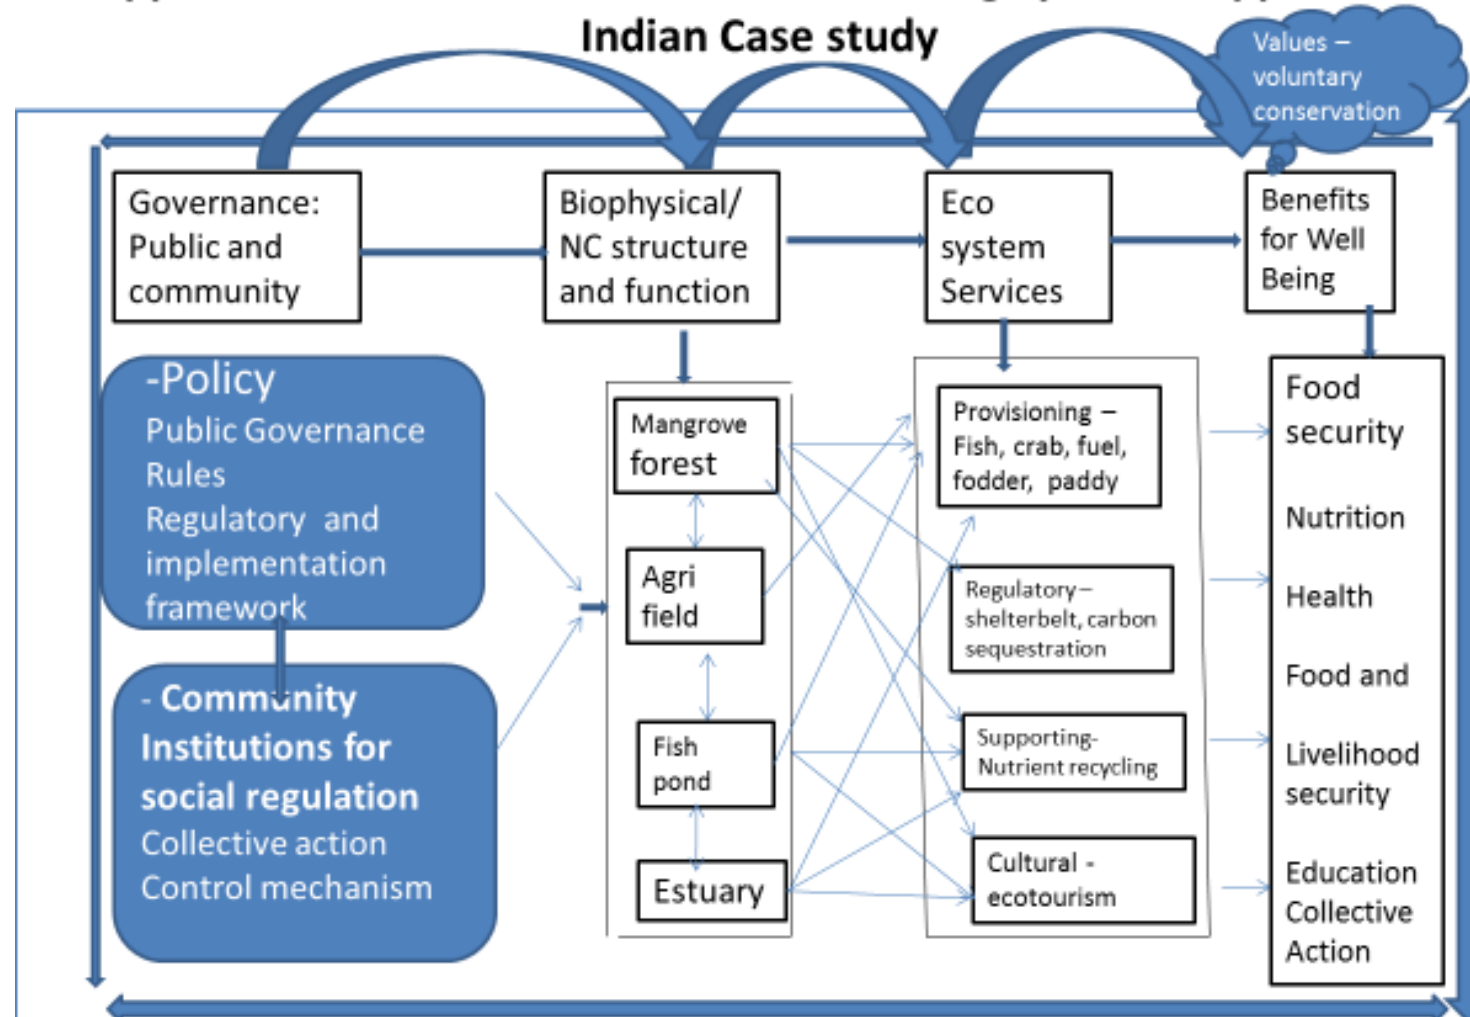 Indian Case study
Values –
voluntary
conservation
Governance:
Public and
community
Biophysical/
NC structure
and function
Eco
system
Services
Benefits
for Well
Being
-Policy
Public Governance
Rules
Regulatory and
implementation
framework
- Community
Institutions for
social regulation
Collective action
Control mechanism
Mangrove
forest
Agri
field
Fish
pond
Estuary
Provisioning –
Fish, crab, fuel,
fodder, paddy
Regulatory –
shelterbelt, carbon
sequestration
Supporting-
Nutrient recycling
Cultural -
ecotourism
Food
security
Nutrition
Health
Food and
Livelihood
security
Education
Collective
Action